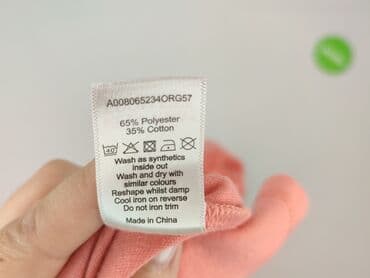 A008065234ORG57
65% Polyester
35% Cotton
40°
Wash as synthetics
inside out
Wash and dry with
similar colours
Reshape whilst damp
Cool iron on reverse
Do not iron trim
Made in China